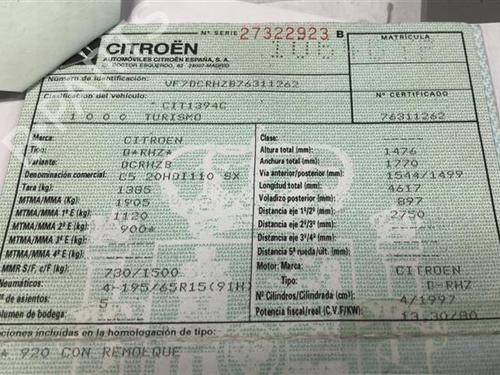 Nº SERIE 27322923 B
MATRICULA
CITROËN
AUTOMÓVILES CITROËN ESPAÑA, S. A.
DOCTOR ESQUERDO, 62 - 28007-MADRID
Número de identificación: VF7DCRHZB76311262
Clasificación del vehículo: CIT1394C
Nº CERTIFICADO
1000 TURISMO 76311262
Marca: CITROEN
Tipo: D*RHZ*
Variante: DCRHZB
Denominación comercial: C5 20HDI110 SX
Tara (kg) 1385
MTMA/MMA (Kg) 1905
MTMA/MMA 1º E (kg) 1120
MTMA/MMA 2º E (kg) 900*
MTMA/MMA 3º E (kg)
MTMA/MMA 4º E (kg)
MMR S/F, c/F (kg) 730/1500
Neumáticos: 4-195/65R15(91H)
Nº de asientos: 5
Volumen de bodega:
Clase: -----
Altura total (mm): 1476
Anchura total (mm): 1770
Vía anterior/posterior (mm): 1544/1499
Longitud total (mm): 4617
Voladizo posterior (mm): 897
Distancia eje 1º/2º (mm): 2750
Distancia eje 2º/3º (mm):
Distancia eje 3º/4º (mm):
Distancia 5ª rueda/ult. (mm):
Motor: Marca: CITROEN
Tipo: D-RHZ
Nº Cilindros/Cilindrada (cm³) 4/1997
Potencia fiscal/real (C.V.F/KW) 13.30/80
ciones incluidas en la homologación de tipo:
* 920 CON REMOLQUE